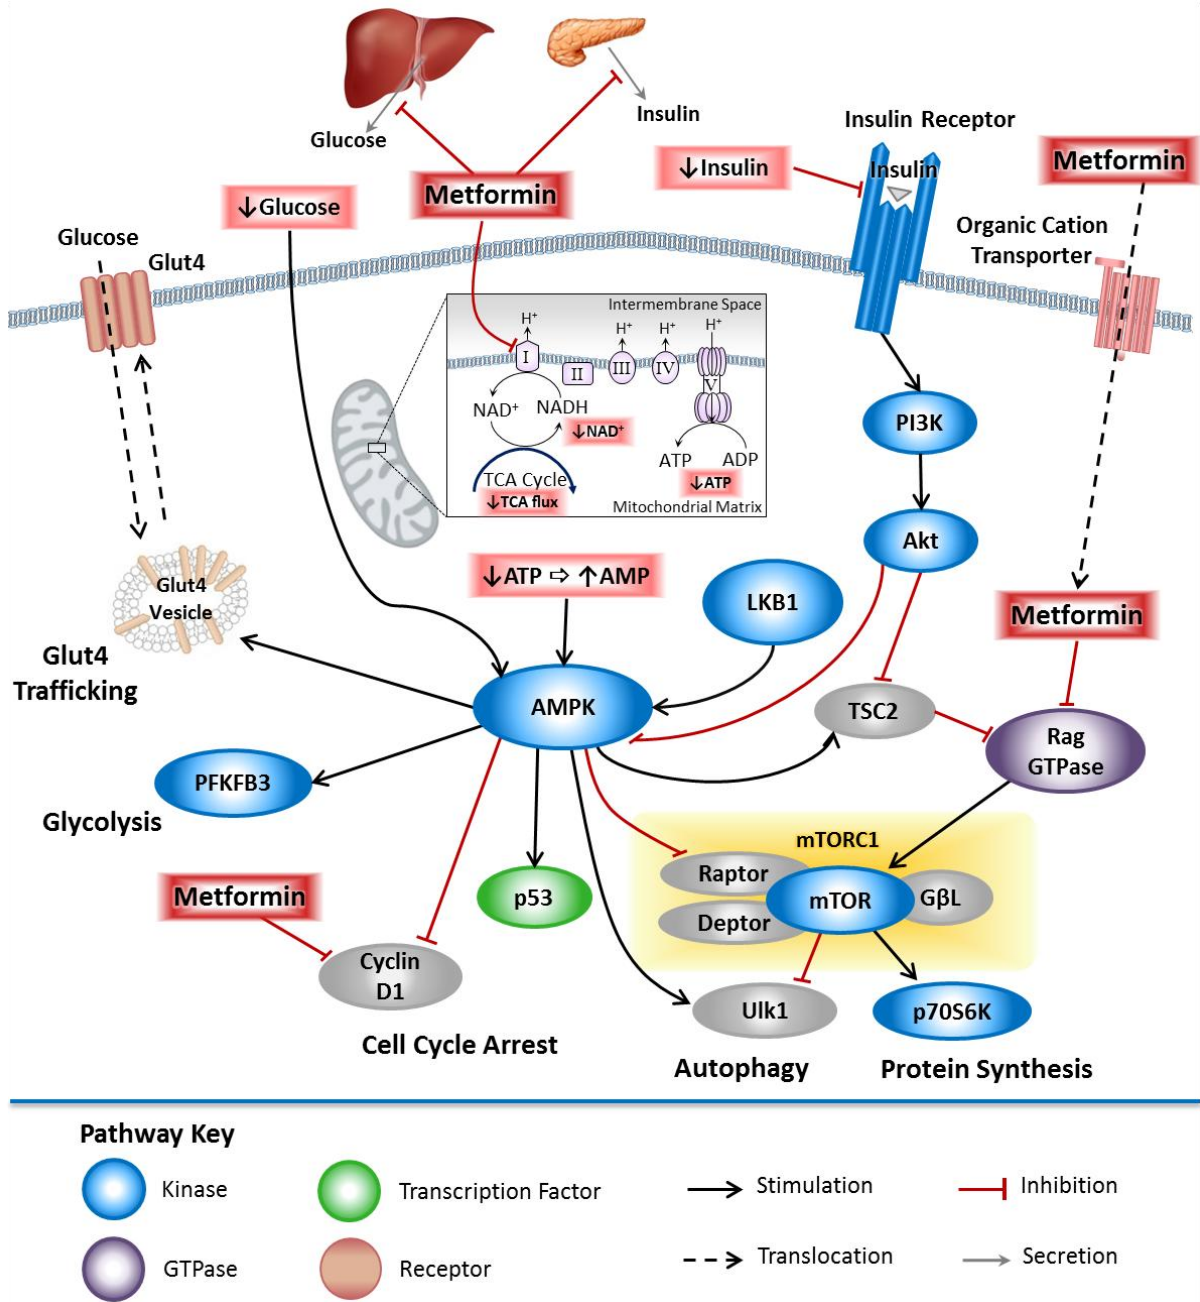 Glucose
Insulin
Metformin
↓Glucose
Glucose
Glut4
↓Insulin
Insulin Receptor
Insulin
Metformin
Organic Cation
Transporter
Intermembrane Space
H⁺
H⁺
H⁺
H⁺
I
II
III
IV
V
NAD⁺
NADH
↓NAD⁺
TCA Cycle
↓TCA flux
ATP
ADP
↓ATP
Mitochondrial Matrix
PI3K
Akt
Glut4
Vesicle
Glut4
Trafficking
↓ATP ⇨ ↑AMP
LKB1
Metformin
AMPK
TSC2
Rag
GTPase
PFKFB3
Glycolysis
Metformin
Cyclin
D1
Cell Cycle Arrest
p53
mTORC1
Raptor
Deptor
mTOR
GβL
Ulk1
p70S6K
Autophagy
Protein Synthesis
Pathway Key
Kinase
Transcription Factor
Stimulation
Inhibition
GTPase
Receptor
Translocation
Secretion